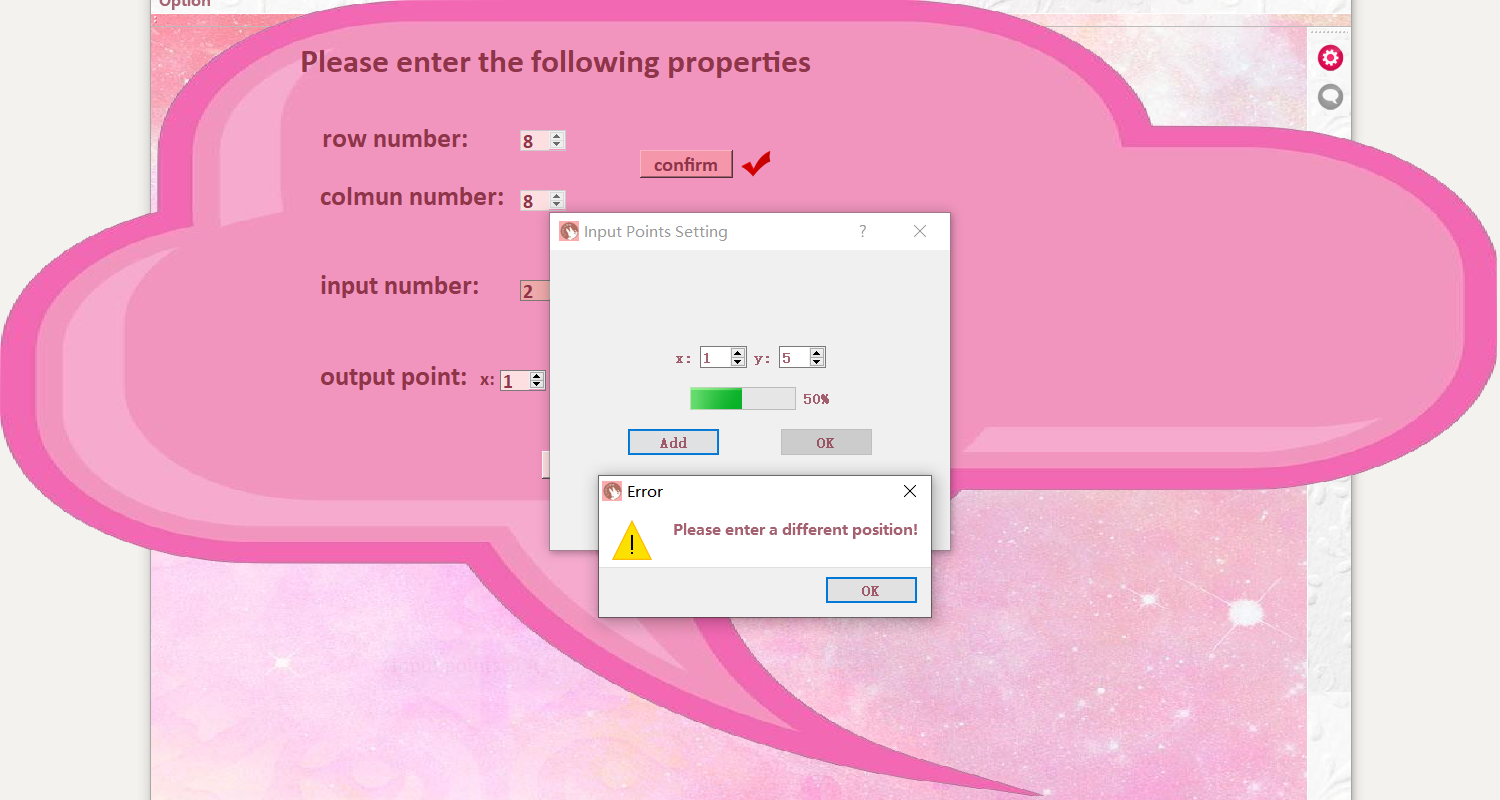 Option
Please enter the following properties
row number: 8
confirm
colmun number: 8
Input Points Setting ?
input number: 2
x: 1 y: 5
output point: x: 1
50%
Add OK
Error
Please enter a different position!
OK